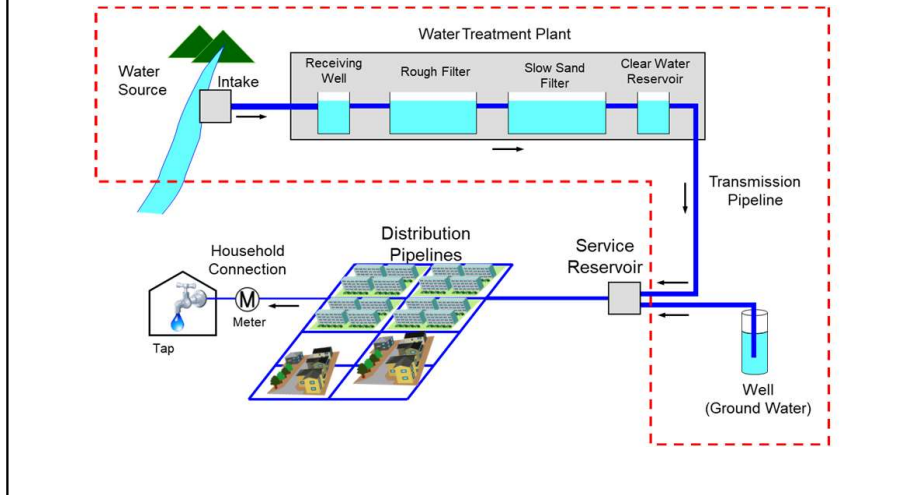 Water Treatment Plant
Water
Source
Intake
Receiving
Well
Rough Filter
Slow Sand
Filter
Clear Water
Reservoir
Transmission
Pipeline
Distribution
Pipelines
Service
Reservoir
Household
Connection
M
Meter
Tap
Well
(Ground Water)